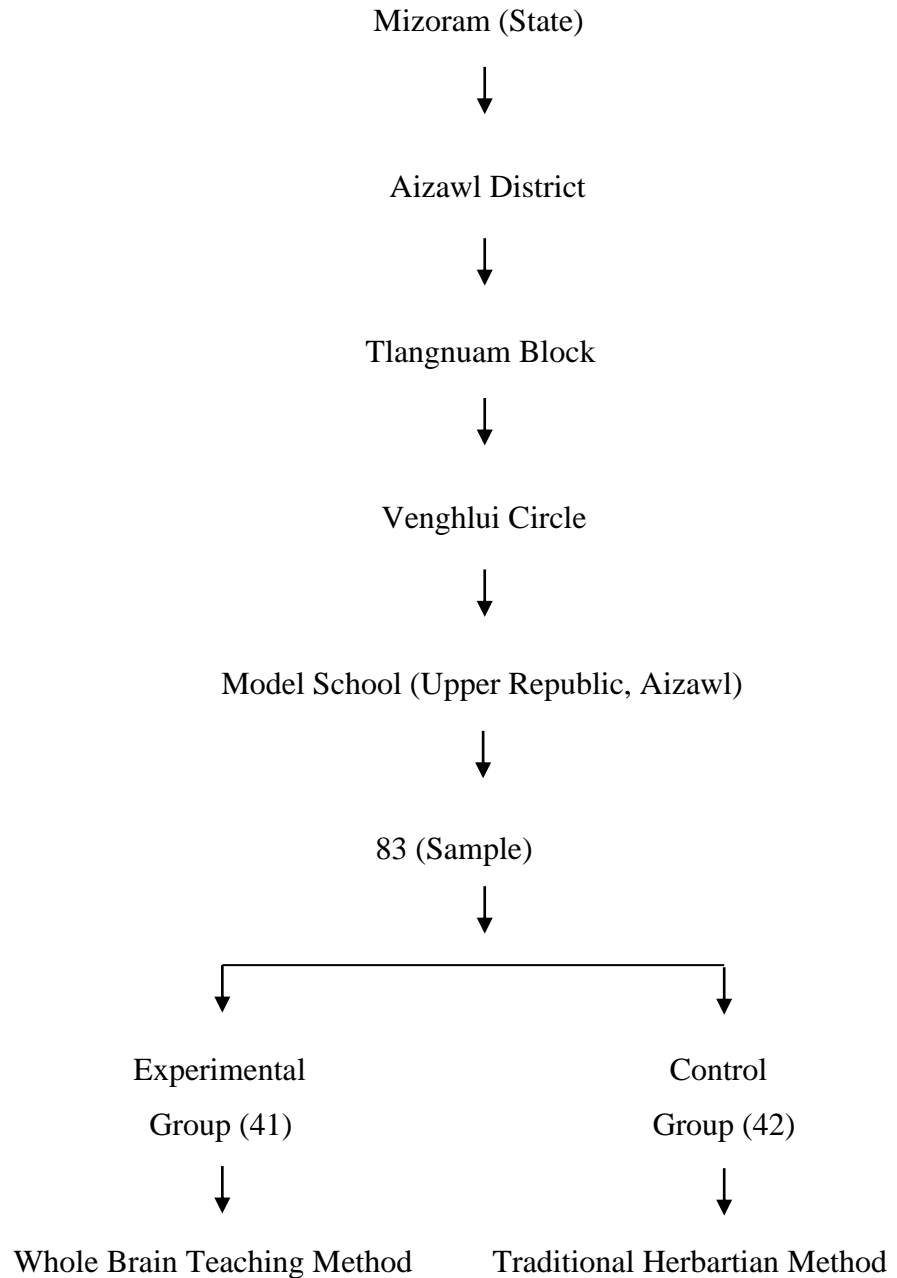 Mizoram (State)
Aizawl District
Tlangnuam Block
Venghlui Circle
Model School (Upper Republic, Aizawl)
83 (Sample)
Experimental
Group (41)
Control
Group (42)
Whole Brain Teaching Method
Traditional Herbartian Method